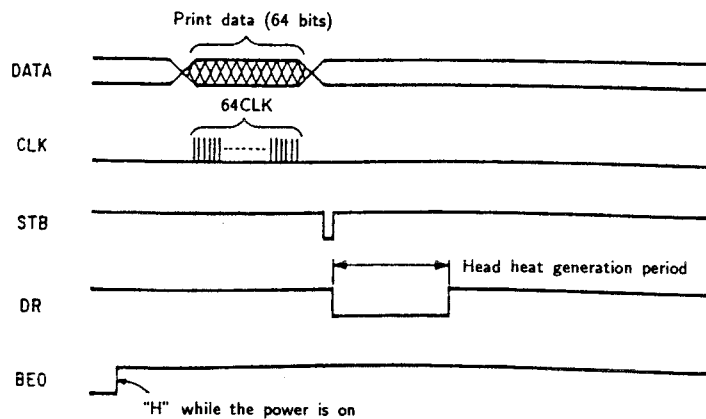 Print data (64 bits)
DATA
64CLK
CLK
STB
Head heat generation period
DR
BEO
"H" while the power is on